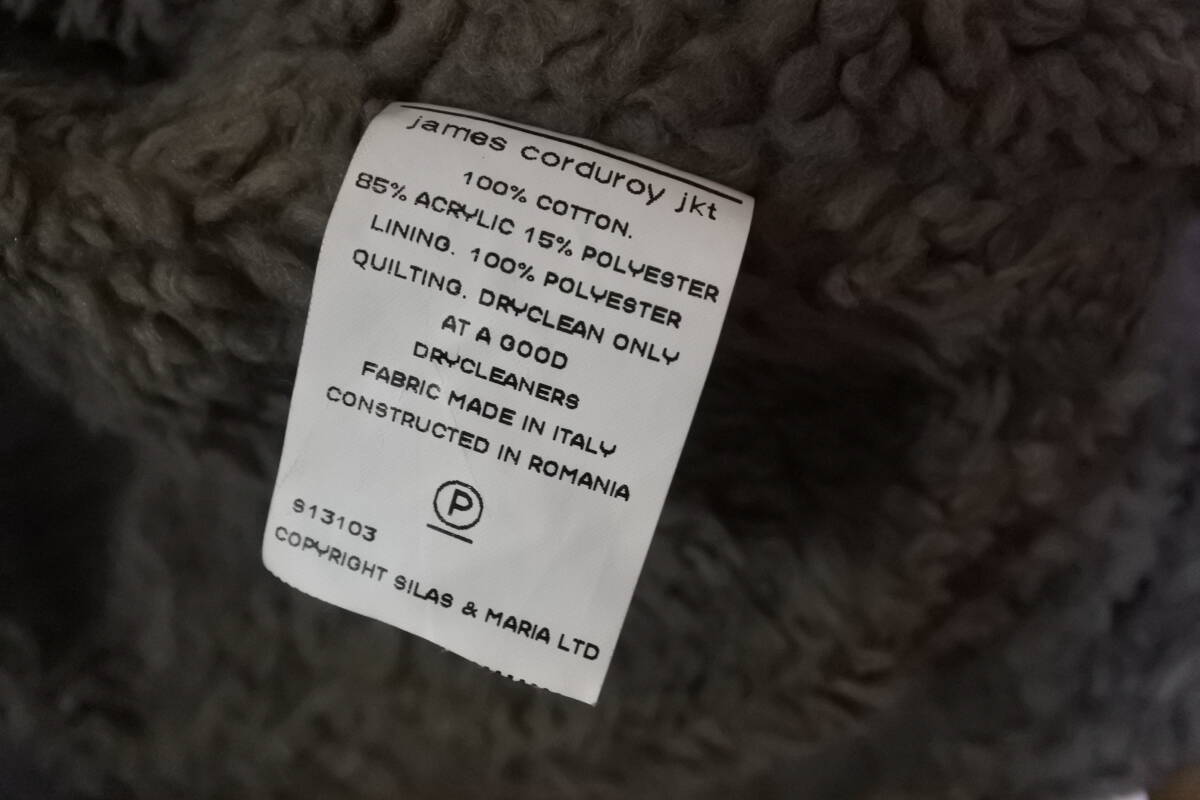 james corduroy jkt
100% COTTON.
85% ACRYLIC 15% POLYESTER
LINING. 100% POLYESTER
QUILTING. DRYCLEAN ONLY
AT A GOOD
DRYCLEANERS
FABRIC MADE IN ITALY
CONSTRUCTED IN ROMANIA
P
S13103
COPYRIGHT SILAS & MARIA LTD